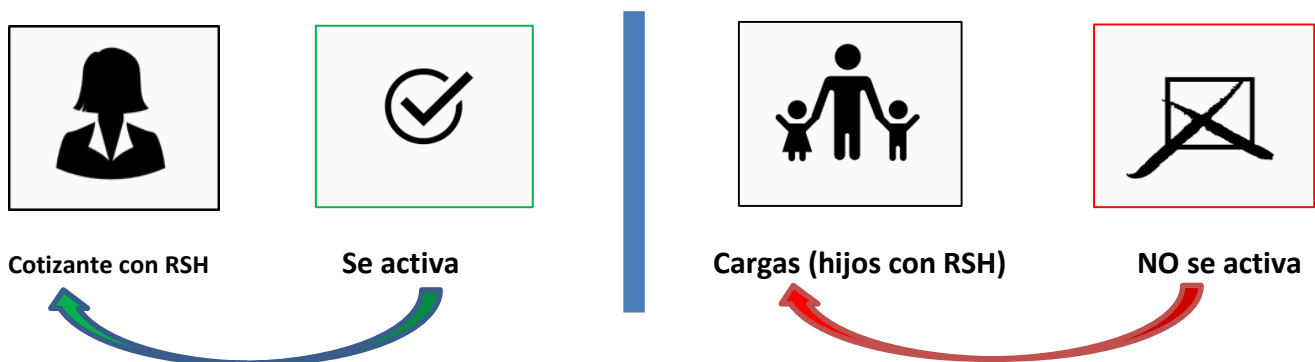 Cotizante con RSH
Se activa
Cargas (hijos con RSH)
NO se activa